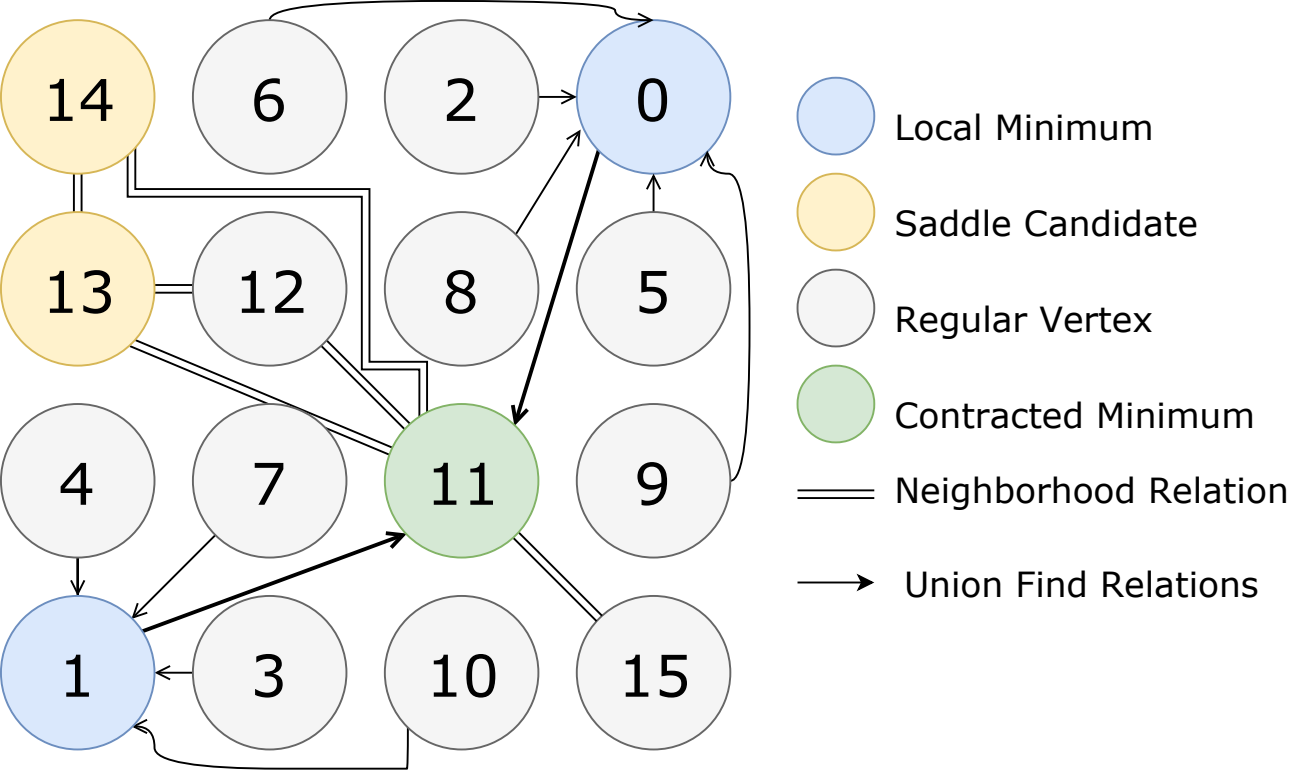 14 6 2 0
13 12 8 5
4 7 11 9
1 3 10 15
Local Minimum
Saddle Candidate
Regular Vertex
Contracted Minimum
Neighborhood Relation
Union Find Relations